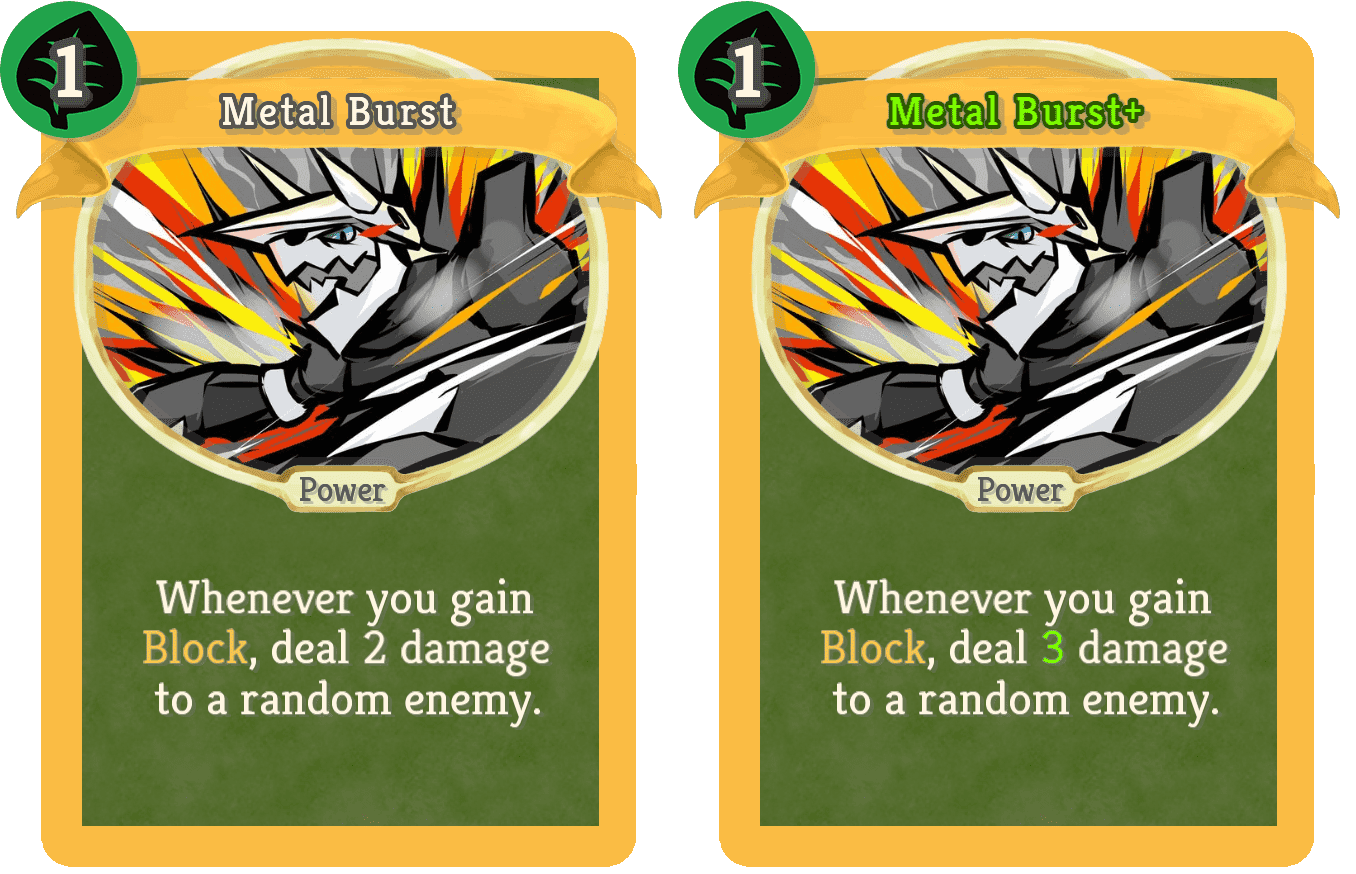 1
Metal Burst
Power
Whenever you gain
Block, deal 2 damage
to a random enemy.
1
Metal Burst+
Power
Whenever you gain
Block, deal 3 damage
to a random enemy.